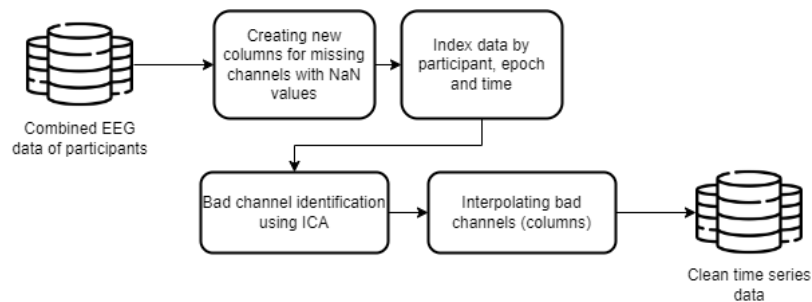 Combined EEG
data of participants
Creating new
columns for missing
channels with NaN
values
Index data by
participant, epoch
and time
Bad channel identification
using ICA
Interpolating bad
channels (columns)
Clean time series
data